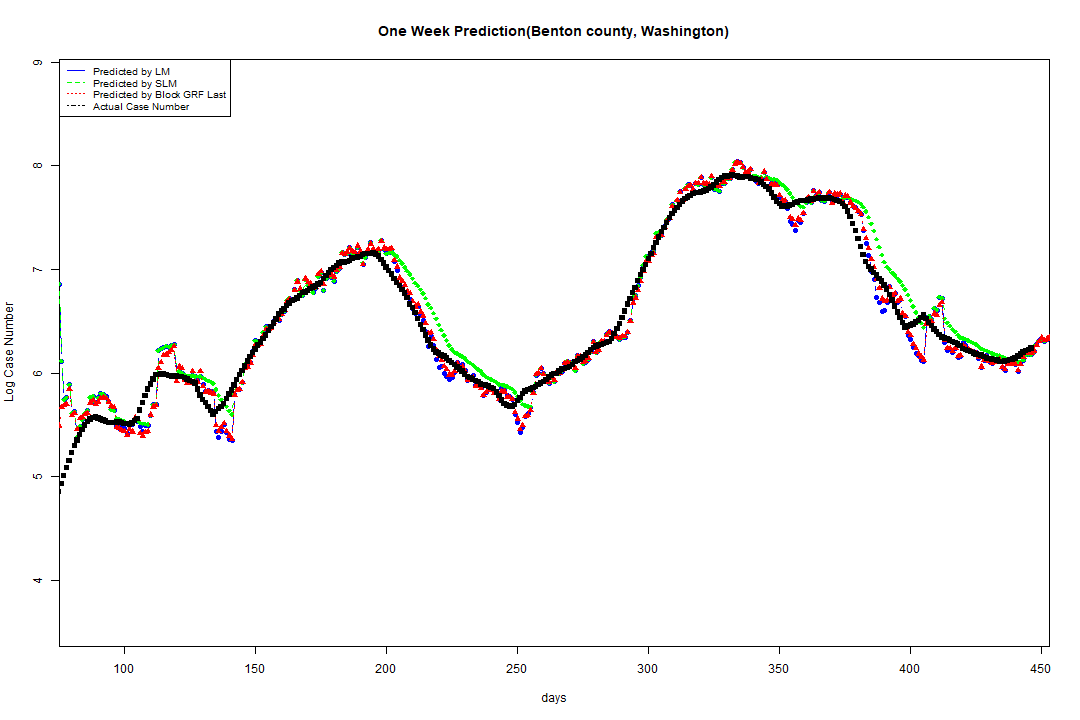 One Week Prediction(Benton county, Washington)
Predicted by LM
Predicted by SLM
Predicted by Block GRF Last
Actual Case Number
9
8
7
6
5
4
Log Case Number
100 150 200 250 300 350 400 450
days